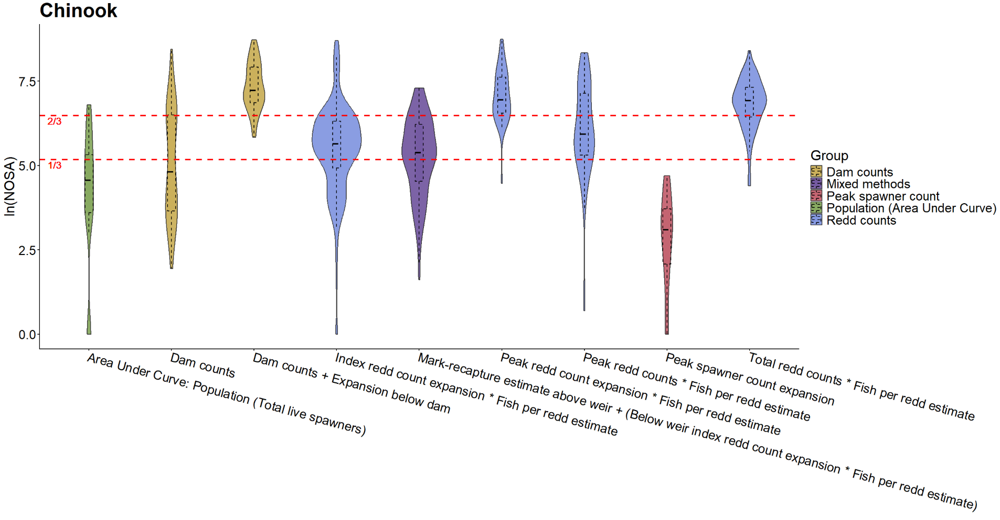 Chinook
ln(NOSA)
7.5
5.0
2.5
0.0
2/3
1/3
Area Under Curve: Population (Total live spawners)
Dam counts
Dam counts + Expansion below dam
Index redd count expansion * Fish per redd estimate
Mark-recapture estimate above weir + (Below weir index redd count expansion * Fish per redd estimate)
Peak redd count expansion * Fish per redd estimate
Peak redd counts * Fish per redd estimate
Peak spawner count expansion
Total redd counts * Fish per redd estimate
Group
Dam counts
Mixed methods
Peak spawner count
Population (Area Under Curve)
Redd counts